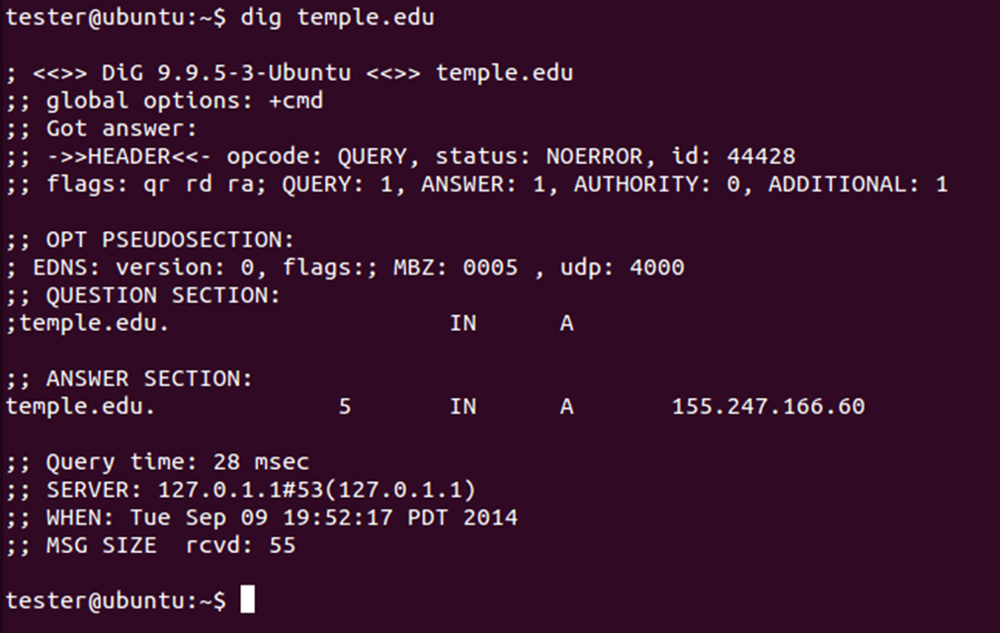 tester@ubuntu:~$ dig temple.edu
; <<>> DiG 9.9.5-3-Ubuntu <<>> temple.edu
;; global options: +cmd
;; Got answer:
;; ->>HEADER<<- opcode: QUERY, status: NOERROR, id: 44428
;; flags: qr rd ra; QUERY: 1, ANSWER: 1, AUTHORITY: 0, ADDITIONAL: 1
;; OPT PSEUDOSECTION:
; EDNS: version: 0, flags:; MBZ: 0005 , udp: 4000
;; QUESTION SECTION:
;temple.edu. IN A
;; ANSWER SECTION:
temple.edu. 5 IN A 155.247.166.60
;; Query time: 28 msec
;; SERVER: 127.0.1.1#53(127.0.1.1)
;; WHEN: Tue Sep 09 19:52:17 PDT 2014
;; MSG SIZE rcvd: 55
tester@ubuntu:~$